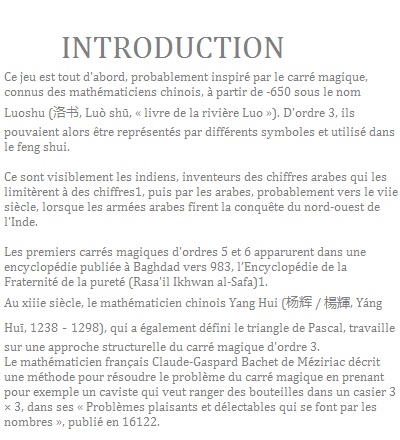 INTRODUCTION
Ce jeu est tout d'abord, probablement inspiré par le carré magique,
connus des mathématiciens chinois, à partir de -650 sous le nom
Luoshu (洛书, Luò shū, « livre de la rivière Luo »). D'ordre 3, ils
pouvaient alors être représentés par différents symboles et utilisé dans
le feng shui.
Ce sont visiblement les indiens, inventeurs des chiffres arabes qui les
limitèrent à des chiffres1, puis par les arabes, probablement vers le viie
siècle, lorsque les armées arabes firent la conquête du nord-ouest de
l'Inde.
Les premiers carrés magiques d'ordres 5 et 6 apparurent dans une
encyclopédie publiée à Baghdad vers 983, l'Encyclopédie de la
Fraternité de la pureté (Rasa'il Ikhwan al-Safa)1.
Au xiiie siècle, le mathématicien chinois Yang Hui (杨辉 / 楊輝, Yáng
Huī, 1238 - 1298), qui a également défini le triangle de Pascal, travaille
sur une approche structurelle du carré magique d'ordre 3.
Le mathématicien français Claude-Gaspard Bachet de Méziriac décrit
une méthode pour résoudre le problème du carré magique en prenant
pour exemple un caviste qui veut ranger des bouteilles dans un casier 3
× 3, dans ses « Problèmes plaisants et délectables qui se font par les
nombres », publié en 16122.